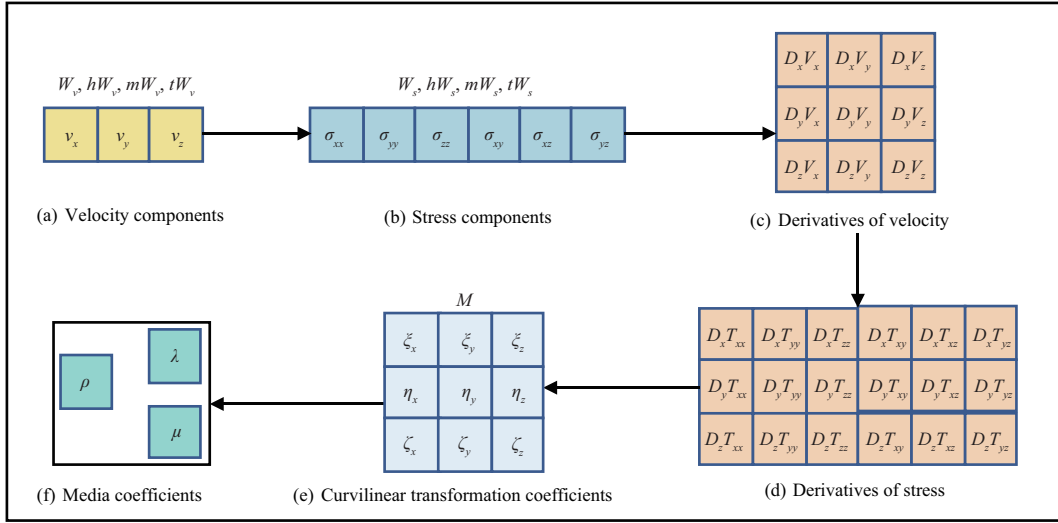 W_v, hW_v, mW_v, tW_v
v_x v_y v_z
(a) Velocity components
W_s, hW_s, mW_s, tW_s
σ_xx σ_yy σ_zz σ_xy σ_xz σ_yz
(b) Stress components
D_xV_x D_xV_y D_xV_z
D_yV_x D_yV_y D_yV_z
D_zV_x D_zV_y D_zV_z
(c) Derivatives of velocity
D_xT_xx D_xT_yy D_xT_zz D_xT_xy D_xT_xz D_xT_yz
D_yT_xx D_yT_yy D_yT_zz D_yT_xy D_yT_xz D_yT_yz
D_zT_xx D_zT_yy D_zT_zz D_zT_xy D_zT_xz D_zT_yz
(d) Derivatives of stress
M
ξ_x ξ_y ξ_z
η_x η_y η_z
ζ_x ζ_y ζ_z
(e) Curvilinear transformation coefficients
λ
ρ
μ
(f) Media coefficients